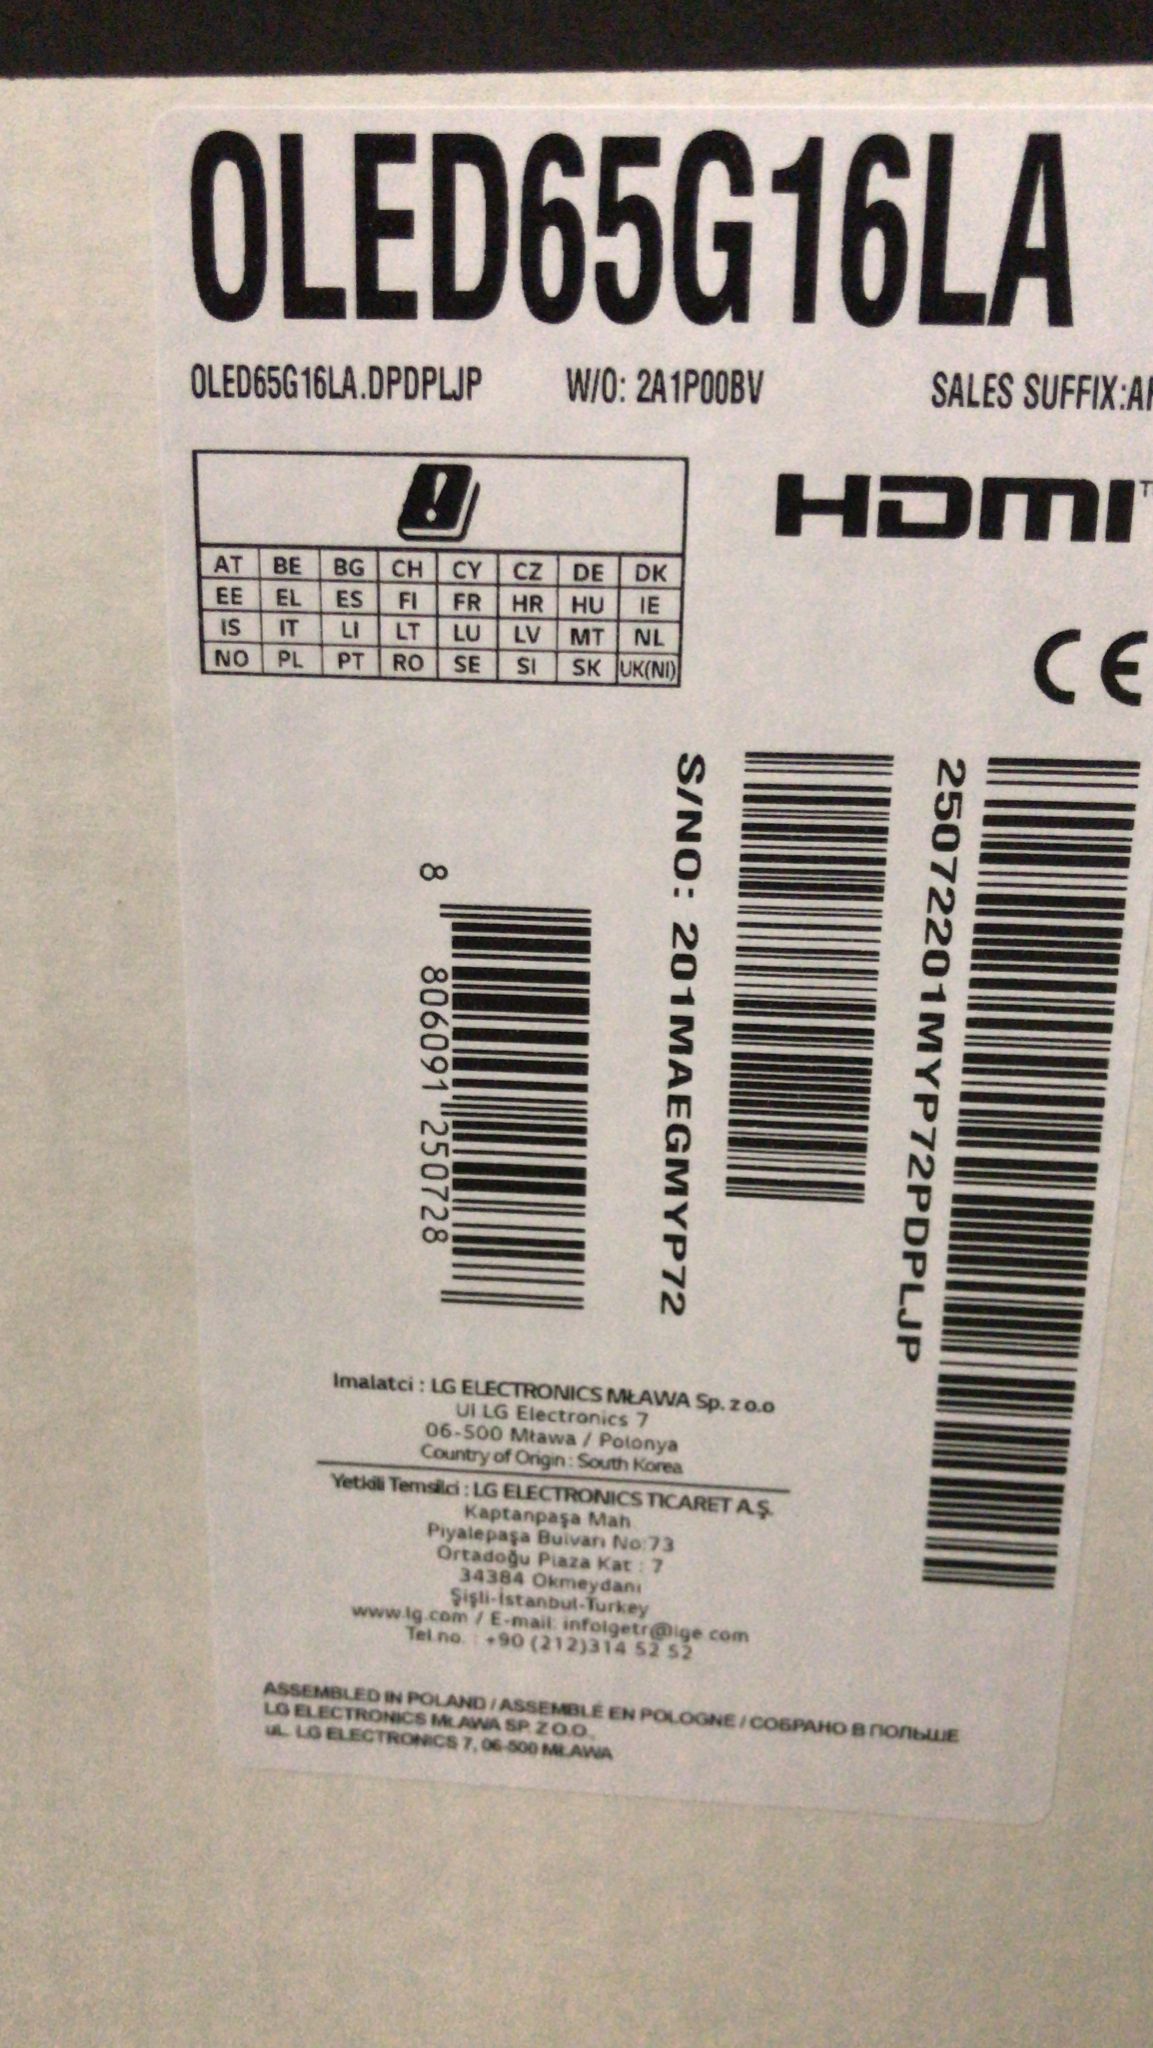 OLED65G16LA
OLED65G16LA.DPDPLJP W/O: 2A1P00BV SALES SUFFIX:
HDMI
AT BE BG CH CY CZ DE DK
EE EL ES FI FR HR HU IE
IS IT LI LT LU LV MT NL
NO PL PT RO SE SI SK UK(NI)
CE
8 806091 250728
S/NO: 201MAEGMYP72
25072201MYP72PDPLJP
Imalatci : LG ELECTRONICS MŁAWA Sp. z o.o
Ul LG Electronics 7
06-500 Mława / Polonya
Country of Origin : South Korea
Yetkili Temsilci : LG ELECTRONICS TICARET A.Ş.
Kaptanpaşa Mah
Piyalepaşa Bulvarı No:73
Ortadoğu Plaza Kat : 7
34384 Okmeydanı
Şişli-İstanbul-Turkey
www.lg.com / E-mail: infolgetr@lge.com
Tel.no. : +90 (212)314 52 52
ASSEMBLED IN POLAND / ASSEMBLÉ EN POLOGNE / СОБРАНО В ПОЛЬШЕ
LG ELECTRONICS MŁAWA SP. Z O.O.
UL. LG ELECTRONICS 7, 06-500 MŁAWA